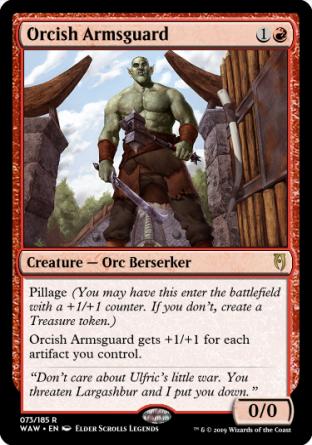 Orcish Armsguard 1
Creature — Orc Berserker
Pillage (You may have this enter the battlefield
with a +1/+1 counter. If you don't, create a
Treasure token.)
Orcish Armsguard gets +1/+1 for each
artifact you control.
"Don't care about Ulfric's little war. You
threaten Largashbur and I put you down."
0/0
073/185 R
WAW • EN ELDER SCROLLS LEGENDS
™ & © 2019 Wizards of the Coast